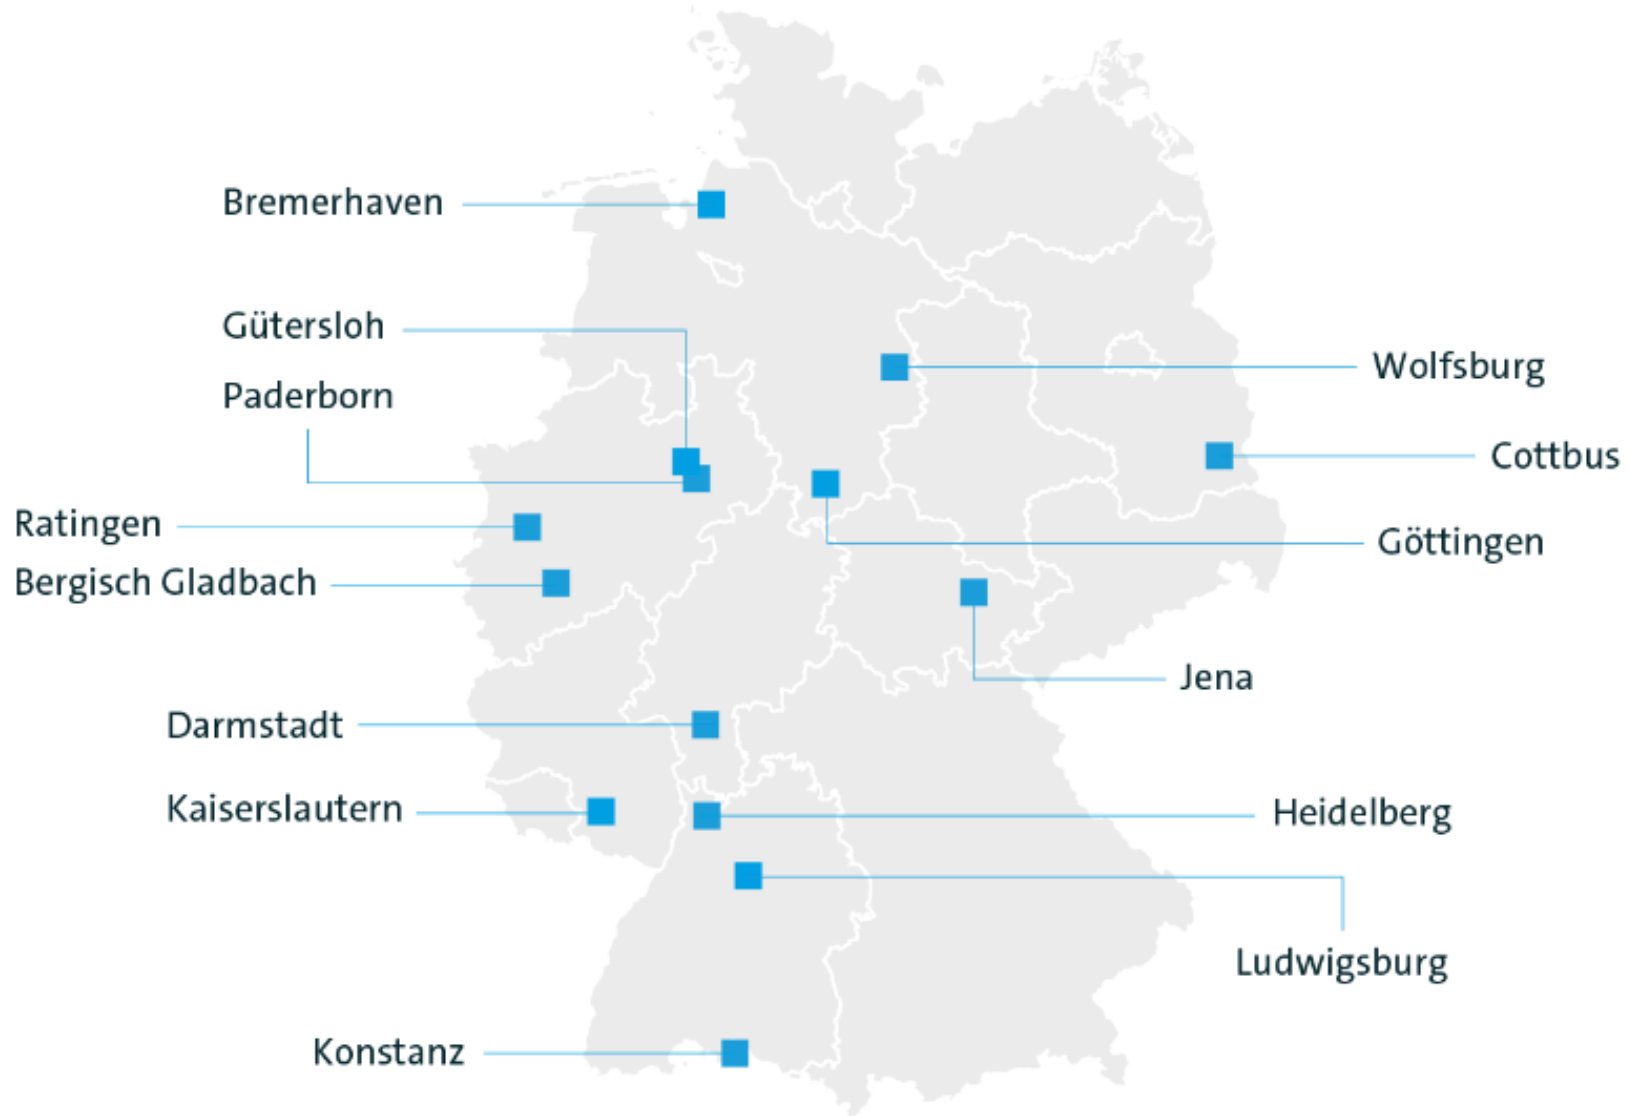 Bremerhaven
Gütersloh
Paderborn
Ratingen
Bergisch Gladbach
Darmstadt
Kaiserslautern
Konstanz
Wolfsburg
Cottbus
Göttingen
Jena
Heidelberg
Ludwigsburg